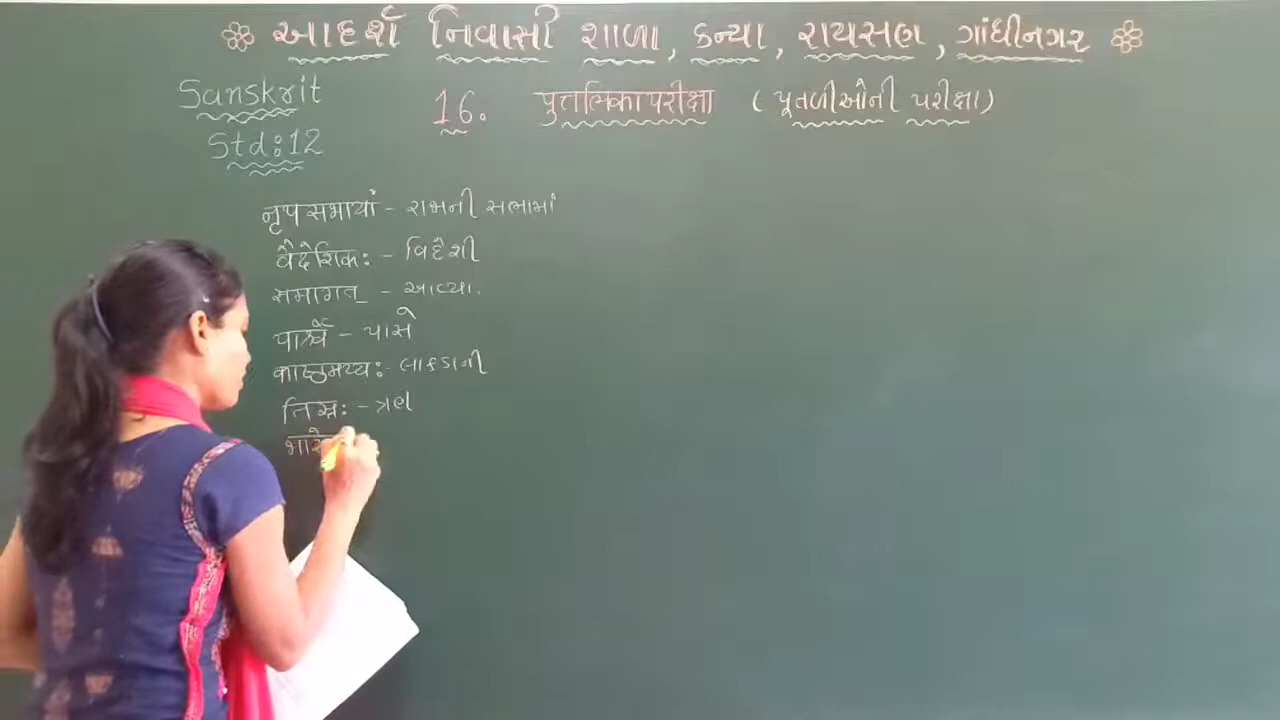 આદર્શ નિવાસી શાળા, કન્યા, રાયસણ, ગાંધીનગર
Sanskrit
Std:12
16. पुत्तलिकापरीक्षा (પૂતળીઓની પરીક્ષા)
नृपसभायां - રાજાની સભામાં
वैदेशिकः - વિદેશી
समागत् - આવ્યા.
पार्श्वे - પાસે
काष्ठमय्यः - લાકડાની
तिस्रः - ત્રણ